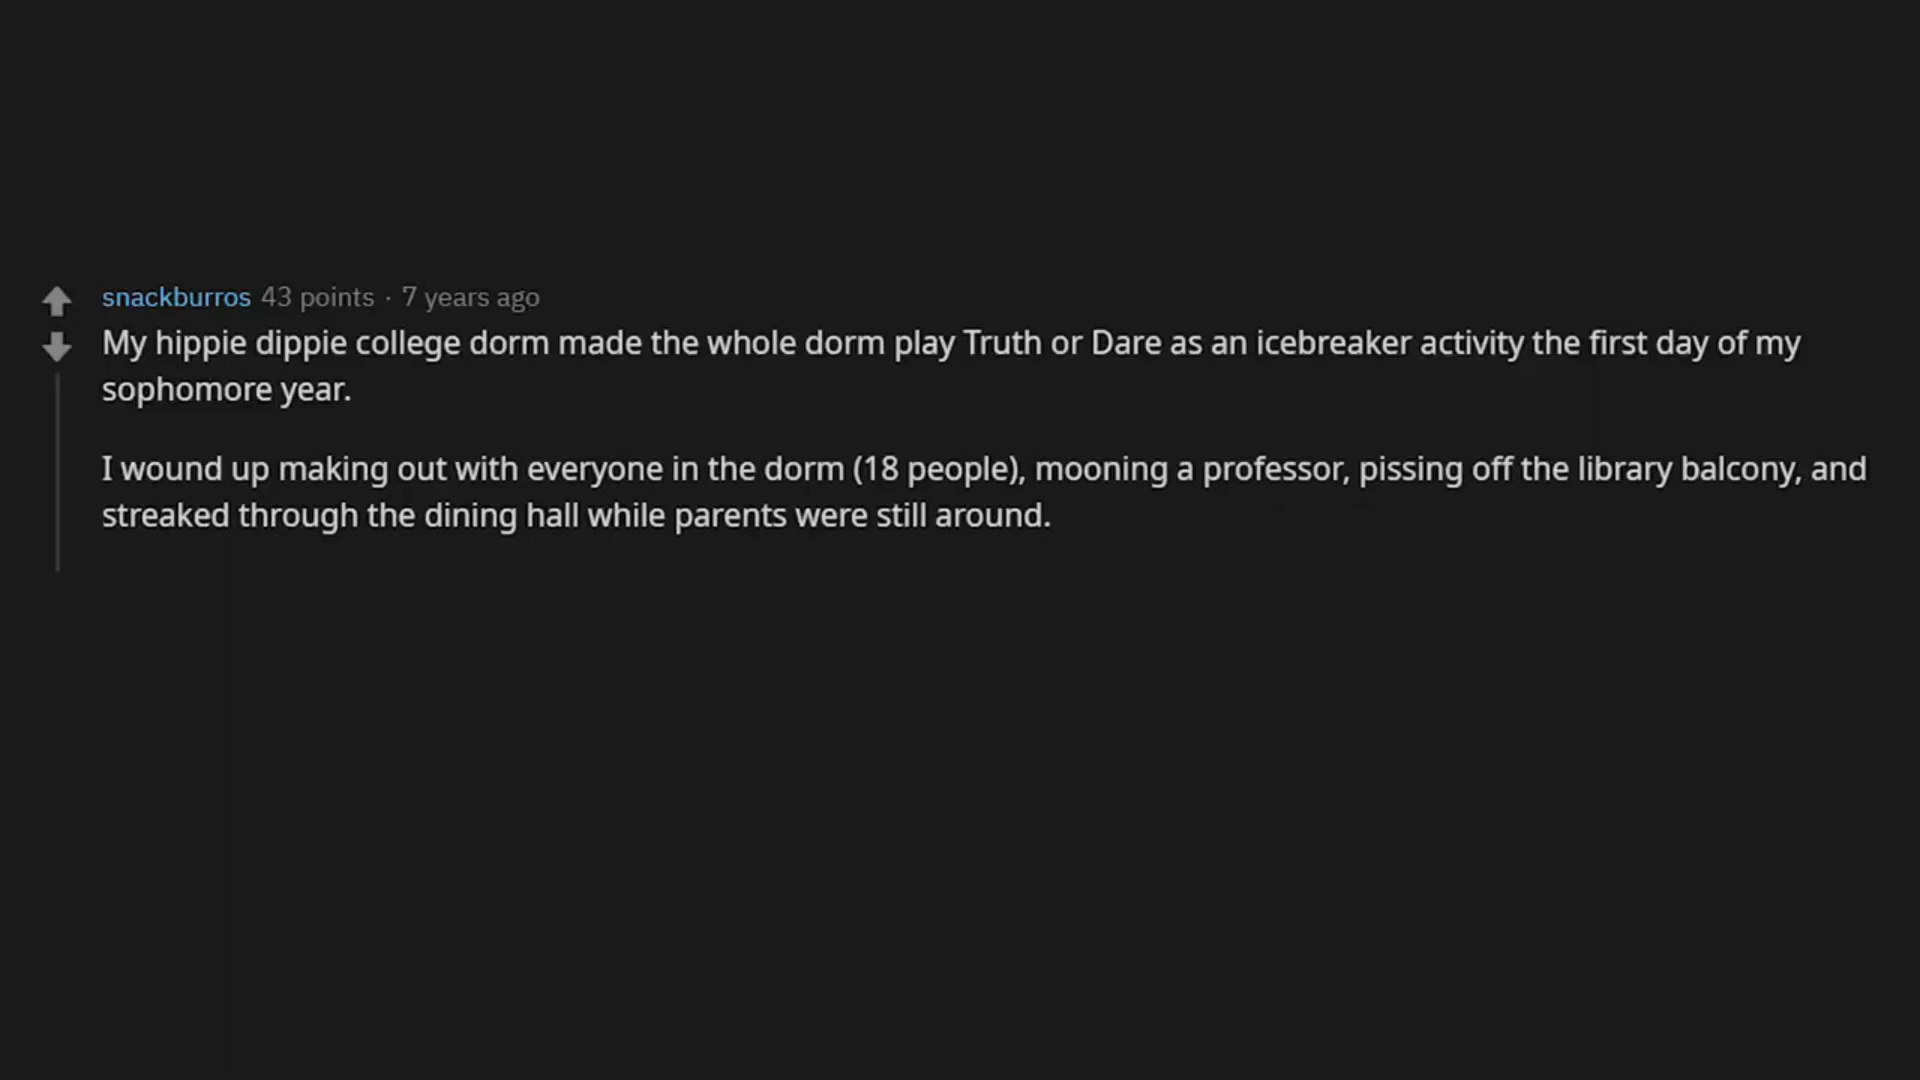 snackburros 43 points · 7 years ago
My hippie dippie college dorm made the whole dorm play Truth or Dare as an icebreaker activity the first day of my
sophomore year.
I wound up making out with everyone in the dorm (18 people), mooning a professor, pissing off the library balcony, and
streaked through the dining hall while parents were still around.